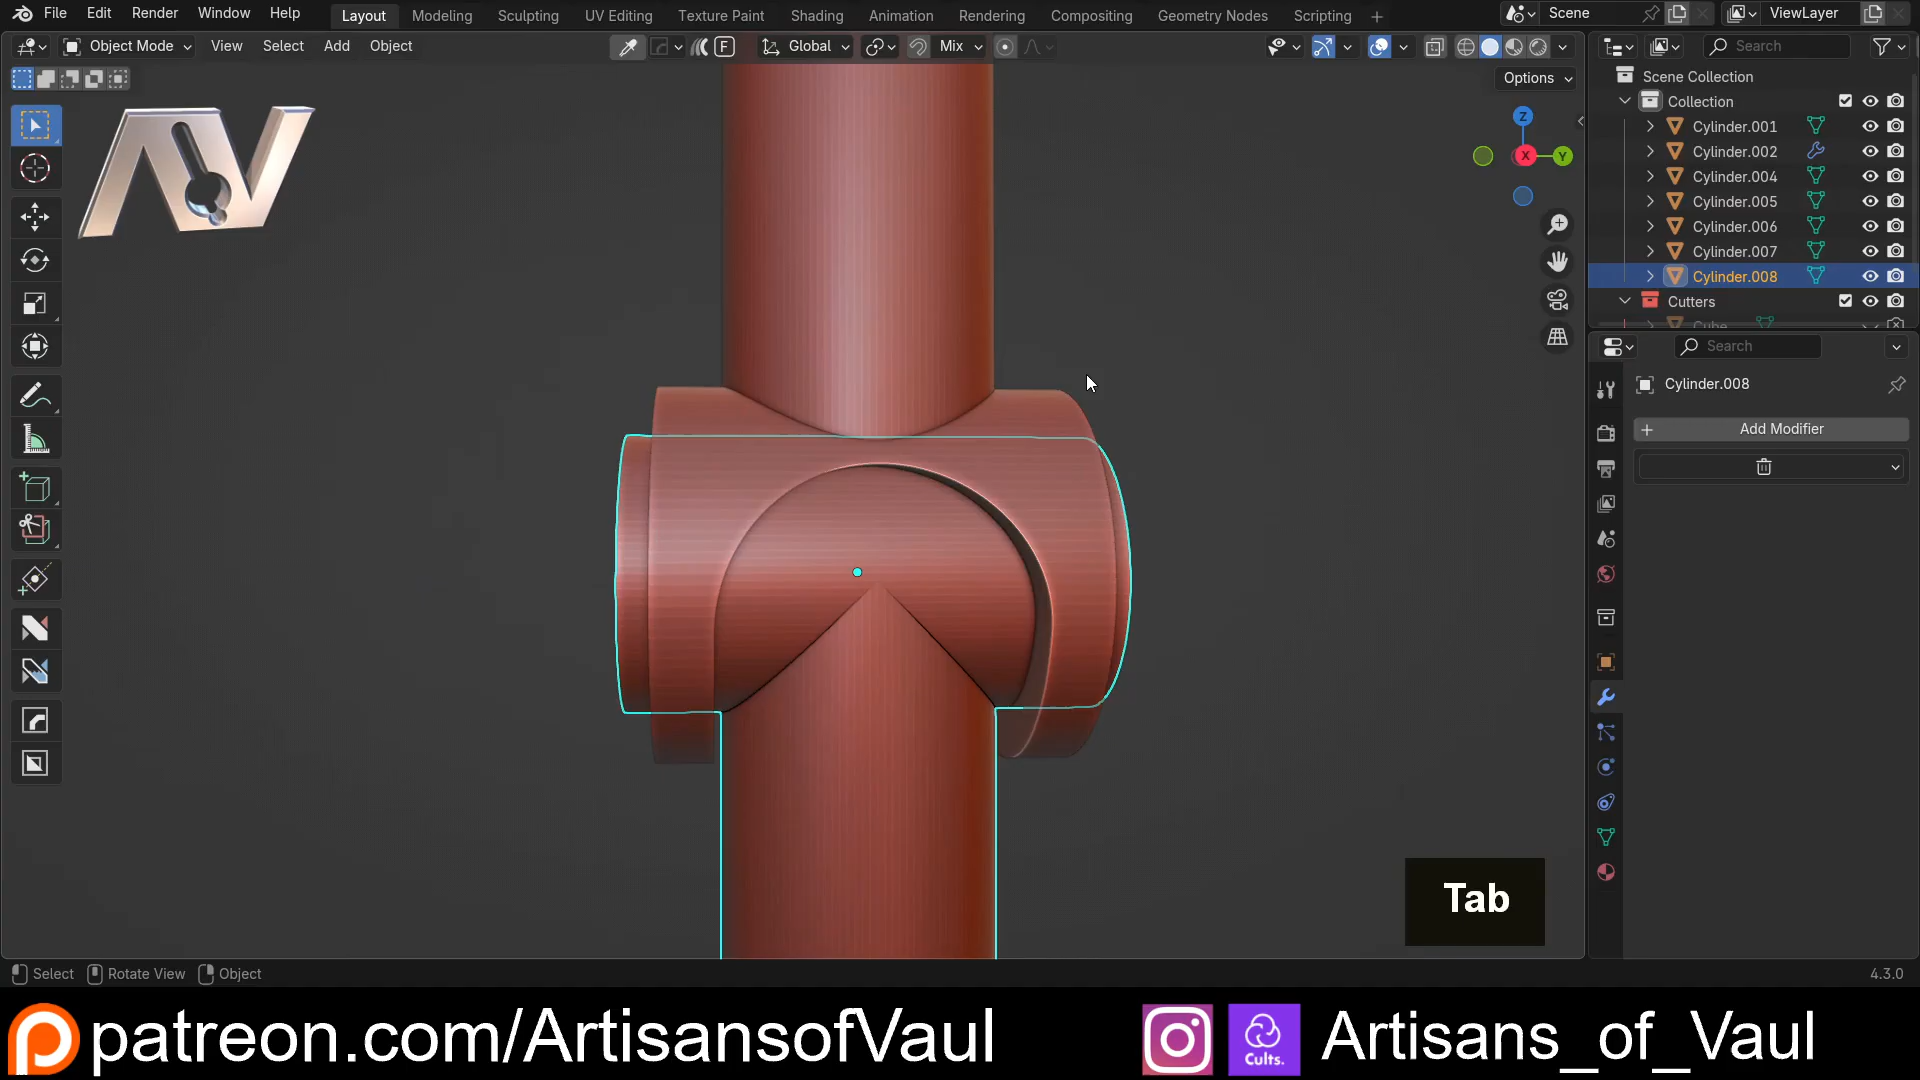 File Edit Render Window Help Layout Modeling Sculpting UV Editing Texture Paint Shading Animation Rendering Compositing Geometry Nodes Scripting + Scene ViewLayer
Object Mode View Select Add Object F Global Mix Search
Options
Scene Collection
Collection
Cylinder.001
Cylinder.002
Cylinder.004
Cylinder.005
Cylinder.006
Cylinder.007
Cylinder.008
Cutters
Cube
Z
X
Y
AV
Search
Cylinder.008
+ Add Modifier
Tab
Select Rotate View Object 4.3.0
patreon.com/ArtisansofVaul Cults. Artisans_of_Vaul